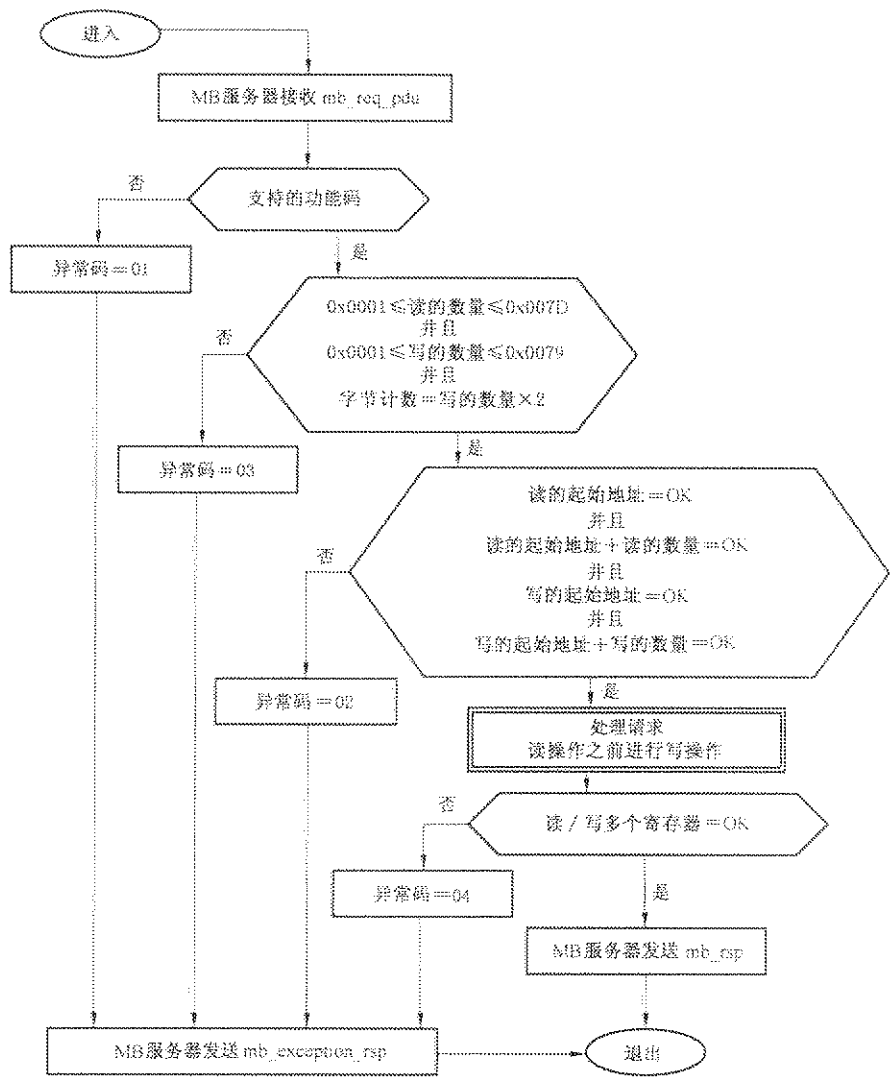 进入
MB服务器接收 mb_req_pdu
支持的功能码
否
是
异常码=01
0x0001≤读的数量≤0x007D
并且
0x0001≤写的数量≤0x0079
并且
字节计数=写的数量×2
否
是
异常码=03
读的起始地址=OK
并且
读的起始地址+读的数量=OK
并且
写的起始地址=OK
并且
写的起始地址+写的数量=OK
否
是
异常码=02
处理请求
读操作之前进行写操作
读/写多个寄存器=OK
否
是
异常码=04
MB服务器发送 mb_rsp
MB服务器发送 mb_exception_rsp
退出